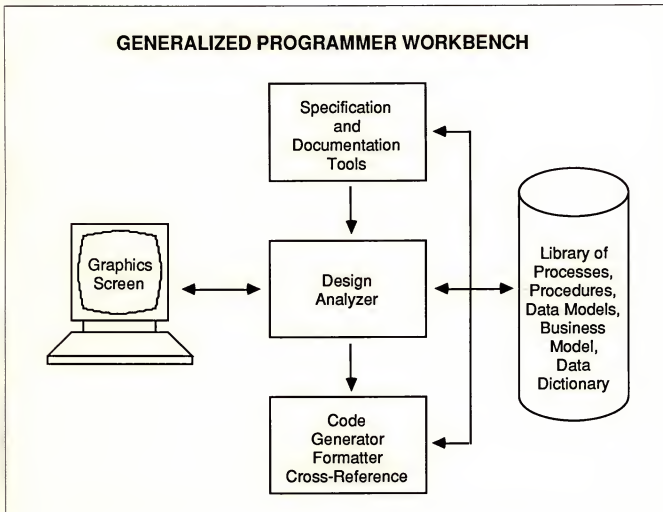 GENERALIZED PROGRAMMER WORKBENCH
Specification
and
Documentation
Tools
Graphics
Screen
Design
Analyzer
Library of
Processes,
Procedures,
Data Models,
Business
Model,
Data
Dictionary
Code
Generator
Formatter
Cross-Reference